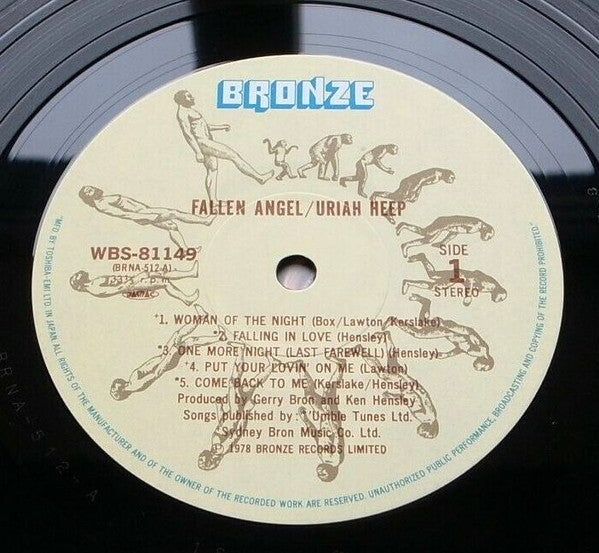 BRONZE
FALLEN ANGEL/URIAH HEEP
WBS-81149
(BRNA-512-A)
33⅓ r.p.m.
JASRAC
SIDE
1
STEREO
*1. WOMAN OF THE NIGHT (Box/Lawton/Kerslake)
*2. FALLING IN LOVE (Hensley)
*3. ONE MORE NIGHT (LAST FAREWELL) (Hensley)
*4. PUT YOUR LOVIN' ON ME (Lawton)
*5. COME BACK TO ME (Kerslake/Hensley)
Produced by Gerry Bron and Ken Hensley
Songs published by: *'Umble Tunes Ltd.
Sydney Bron Music Co. Ltd.
Ⓟ 1978 BRONZE RECORDS LIMITED
MFD BY TOSHIBA-EMI LTD. IN JAPAN. ALL RIGHTS OF THE MANUFACTURER AND OF THE OWNER OF THE RECORDED WORK ARE RESERVED. UNAUTHORIZED PUBLIC PERFORMANCE, BROADCASTING AND COPYING OF THE RECORD PROHIBITED.
BRNA-512-A